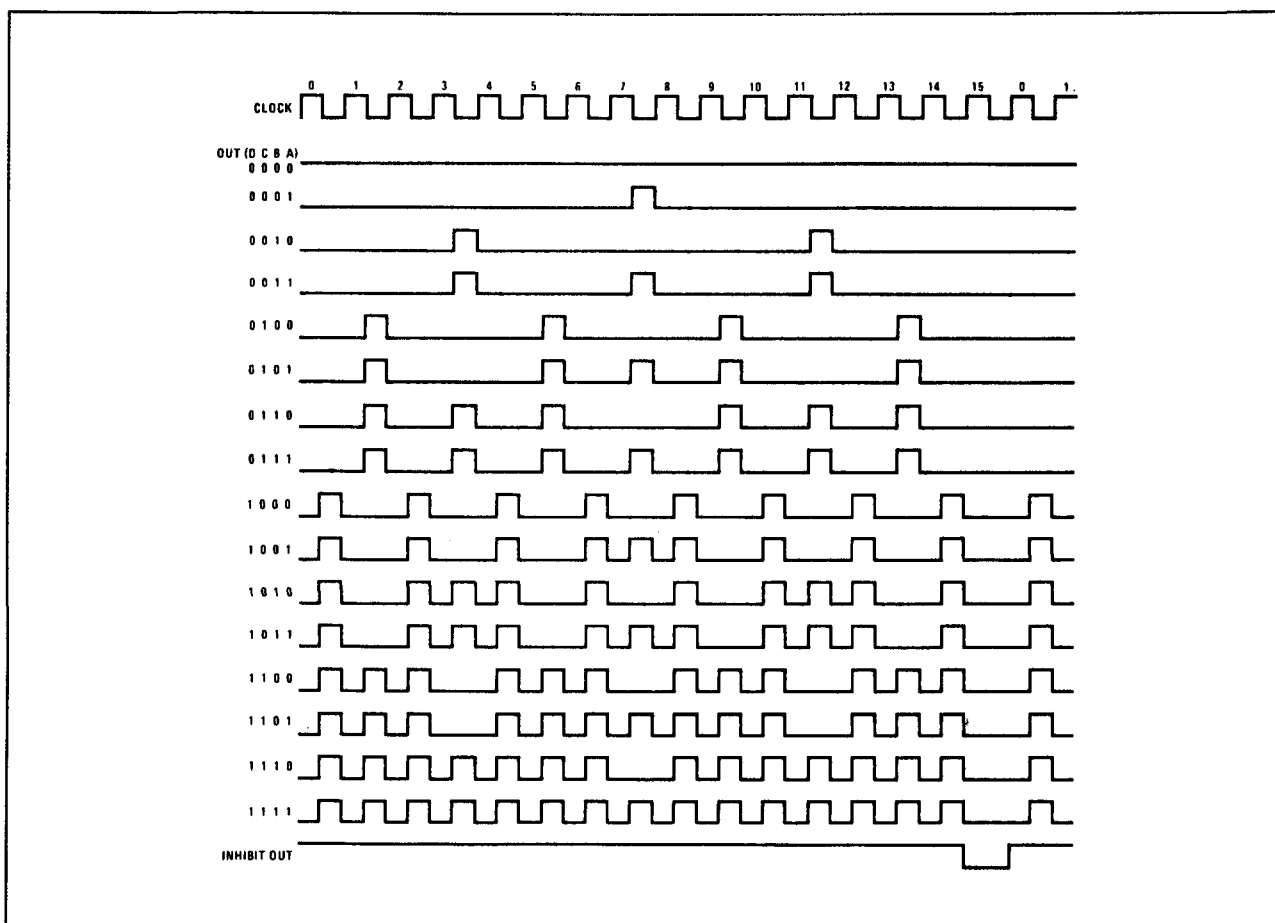 0 1 2 3 4 5 6 7 8 9 10 11 12 13 14 15 0 1.
CLOCK
OUT (D C B A)
0 0 0 0
0 0 0 1
0 0 1 0
0 0 1 1
0 1 0 0
0 1 0 1
0 1 1 0
0 1 1 1
1 0 0 0
1 0 0 1
1 0 1 0
1 0 1 1
1 1 0 0
1 1 0 1
1 1 1 0
1 1 1 1
INHIBIT OUT